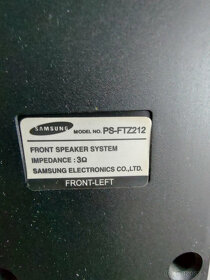 SAMSUNG MODEL NO. PS-FTZ212
FRONT SPEAKER SYSTEM
IMPEDANCE : 3Ω
SAMSUNG ELECTRONICS CO., LTD.
FRONT-LEFT